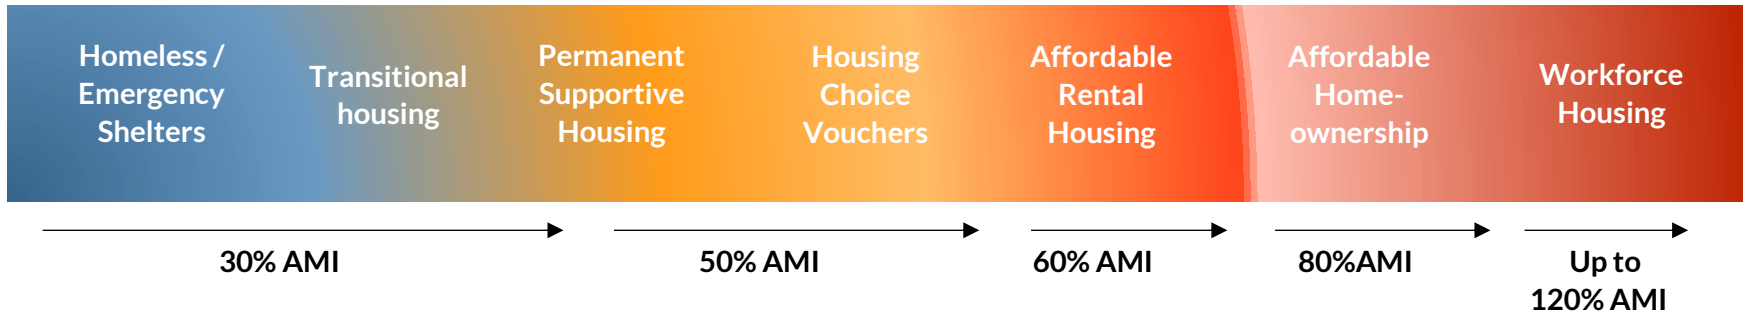 Homeless /
Emergency
Shelters
Transitional
housing
Permanent
Supportive
Housing
Housing
Choice
Vouchers
Affordable
Rental
Housing
Affordable
Home-
ownership
Workforce
Housing
30% AMI
50% AMI
60% AMI
80%AMI
Up to
120% AMI